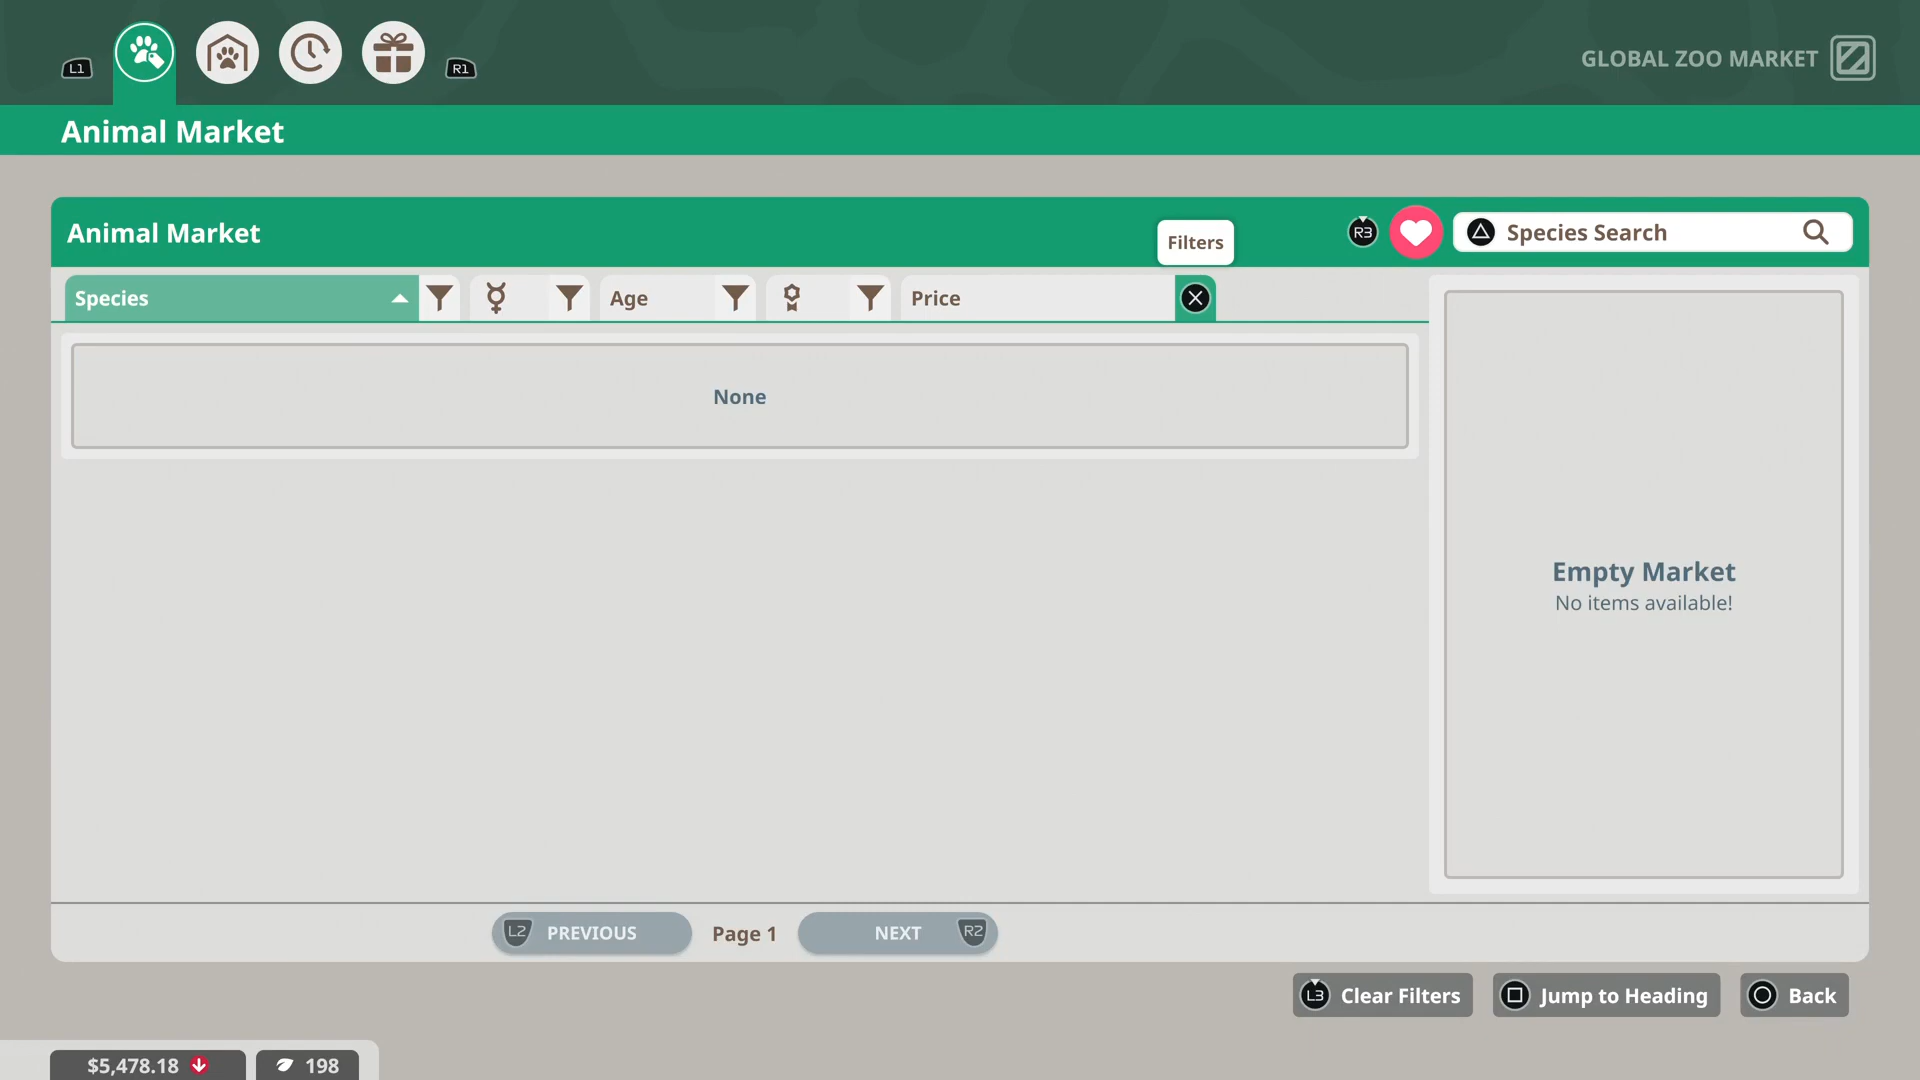 L1
R1
GLOBAL ZOO MARKET
Animal Market
Animal Market
Filters
R3
Species Search
Species
Age
Price
None
Empty Market
No items available!
L2 PREVIOUS
Page 1
NEXT R2
L3 Clear Filters
Jump to Heading
Back
$5,478.18
198